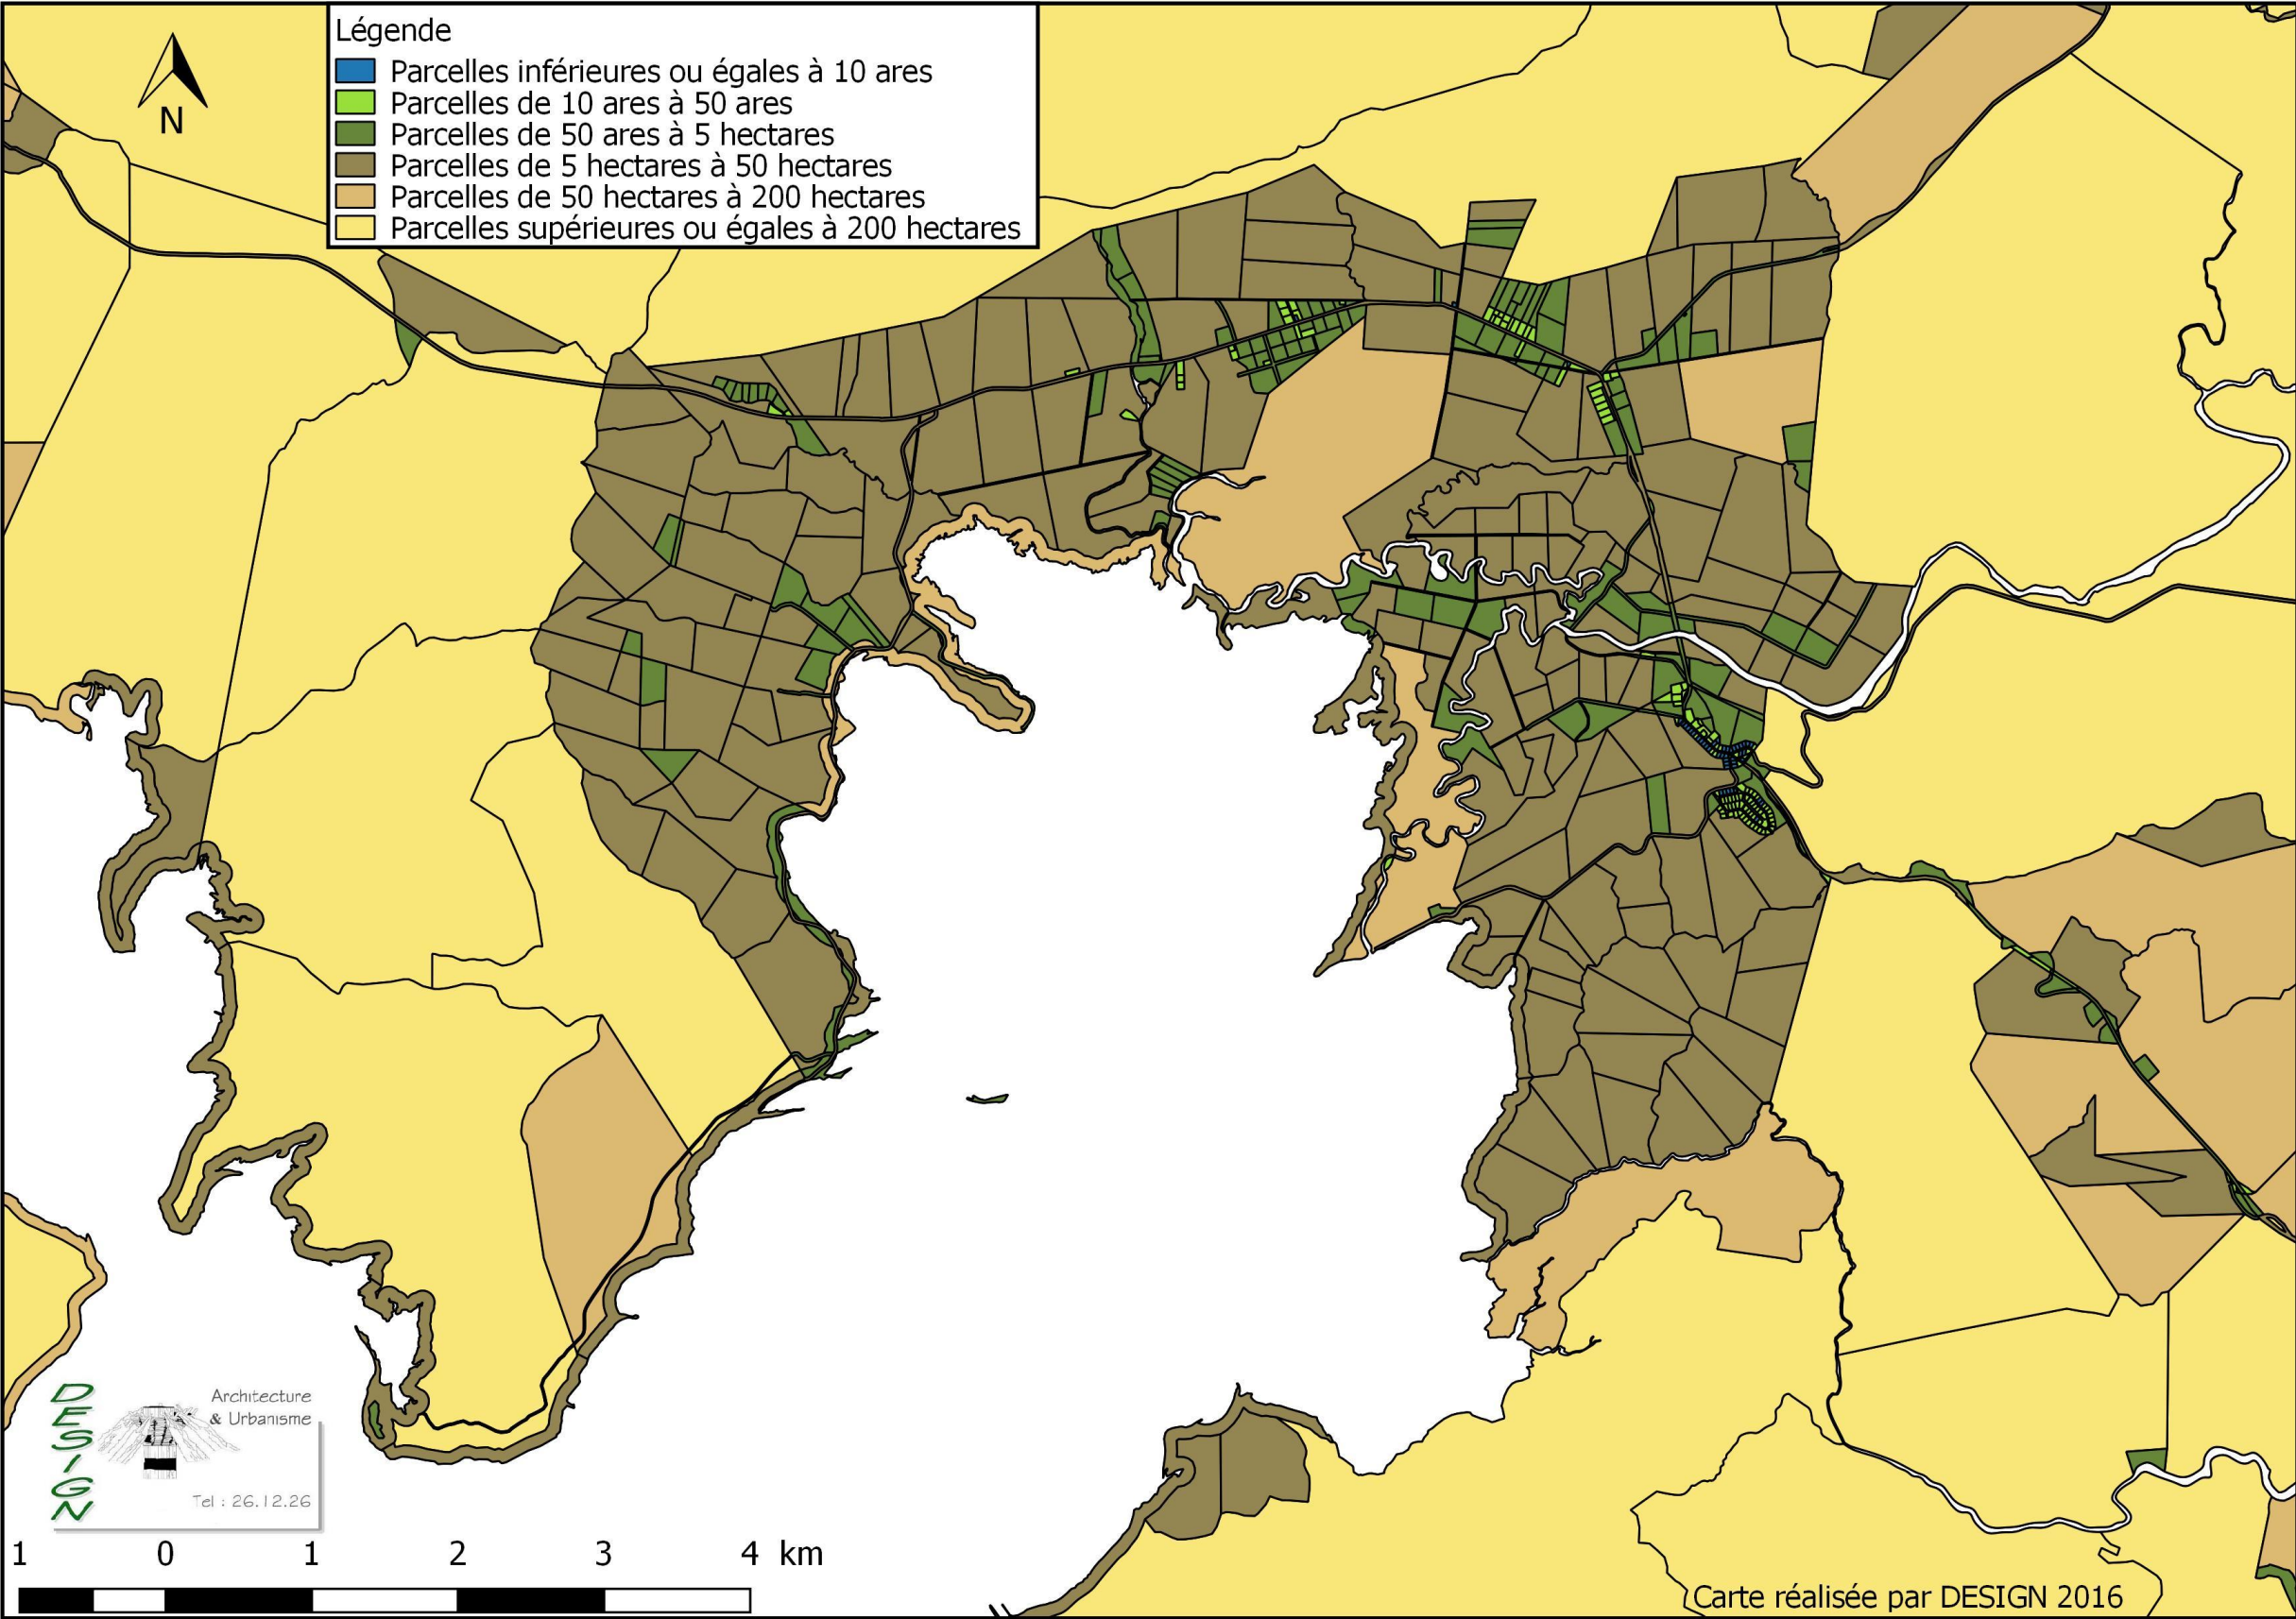 Légende
Parcelles inférieures ou égales à 10 ares
Parcelles de 10 ares à 50 ares
Parcelles de 50 ares à 5 hectares
Parcelles de 5 hectares à 50 hectares
Parcelles de 50 hectares à 200 hectares
Parcelles supérieures ou égales à 200 hectares
N
DESIGN
Architecture
& Urbanisme
Tel : 26.12.26
1 0 1 2 3 4 km
Carte réalisée par DESIGN 2016